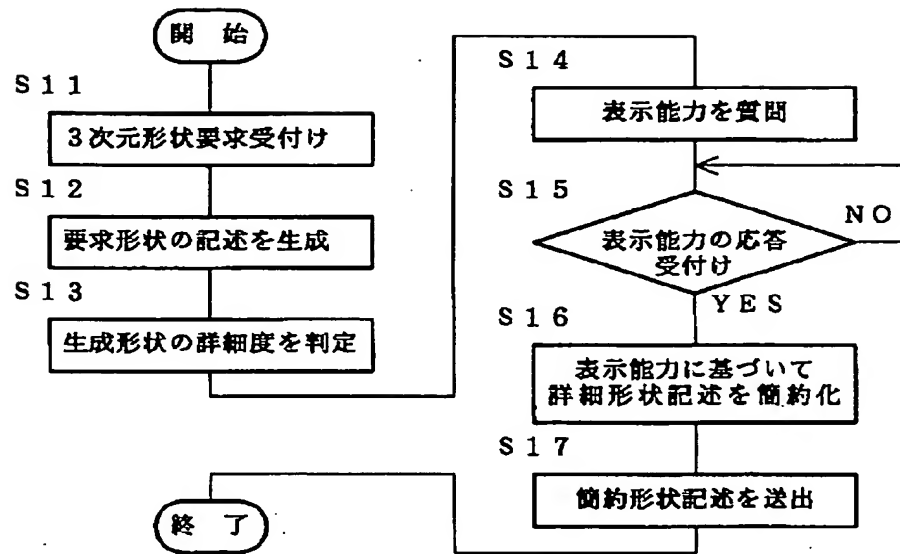 開 始
S11
3次元形状要求受付け
S12
要求形状の記述を生成
S13
生成形状の詳細度を判定
S14
表示能力を質問
S15
表示能力の応答
受付け
NO
YES
S16
表示能力に基づいて
詳細形状記述を簡約化
S17
簡約形状記述を送出
終 了